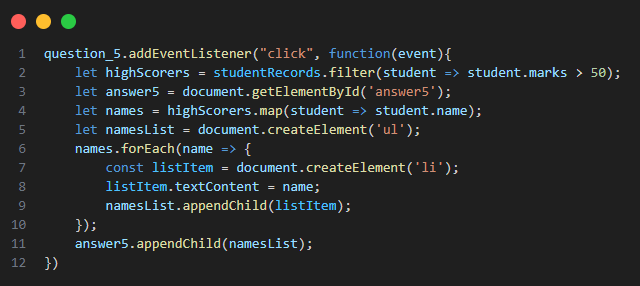 1 question_5.addEventListener("click", function(event){
2     let highScorers = studentRecords.filter(student => student.marks > 50);
3     let answer5 = document.getElementById('answer5');
4     let names = highScorers.map(student => student.name);
5     let namesList = document.createElement('ul');
6     names.forEach(name => {
7         const listItem = document.createElement('li');
8         listItem.textContent = name;
9         namesList.appendChild(listItem);
10     });
11     answer5.appendChild(namesList);
12 })